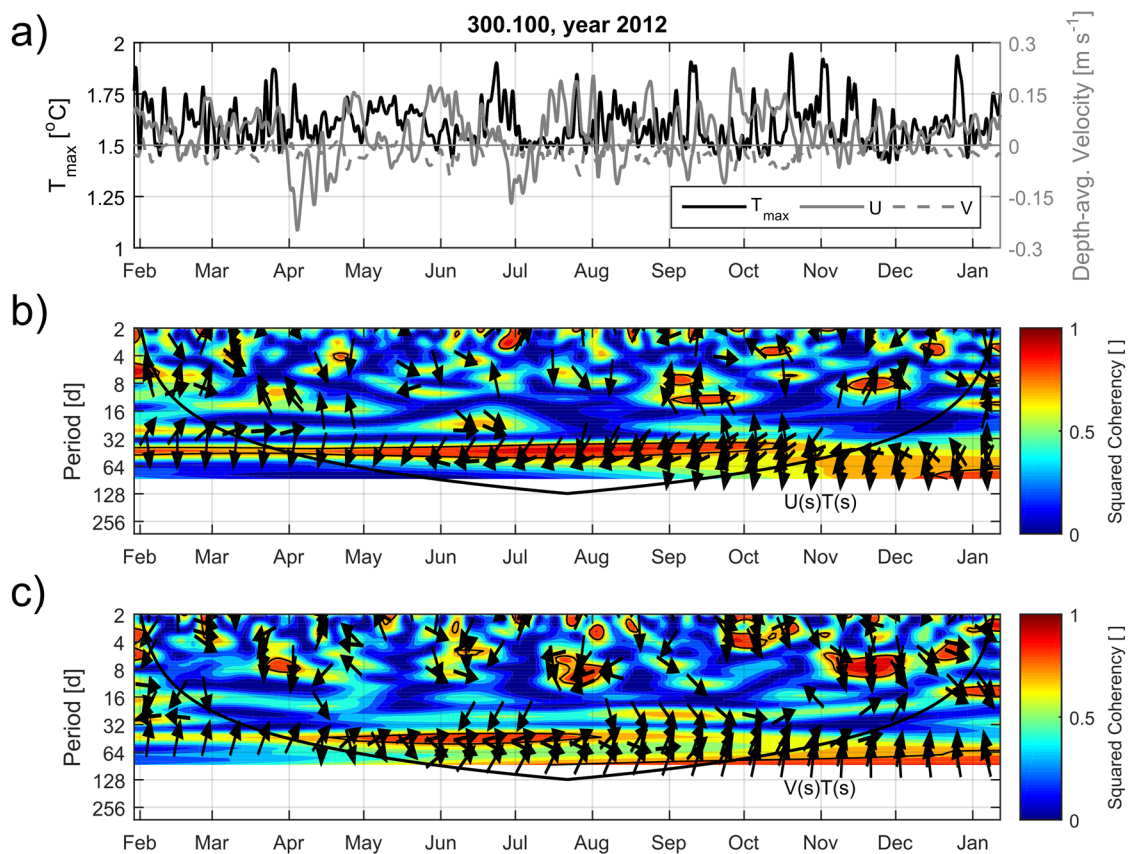 a)
300.100, year 2012
2
1.75
1.5
1.25
1
T_max [°C]
0.3
0.15
0
-0.15
-0.3
Depth-avg. Velocity [m s⁻¹]
T_max U V
Feb Mar Apr May Jun Jul Aug Sep Oct Nov Dec Jan
b)
2
4
8
16
32
64
128
256
Period [d]
U(s)T(s)
Feb Mar Apr May Jun Jul Aug Sep Oct Nov Dec Jan
1
0.5
0
Squared Coherency [ ]
c)
2
4
8
16
32
64
128
256
Period [d]
V(s)T(s)
Feb Mar Apr May Jun Jul Aug Sep Oct Nov Dec Jan
1
0.5
0
Squared Coherency [ ]